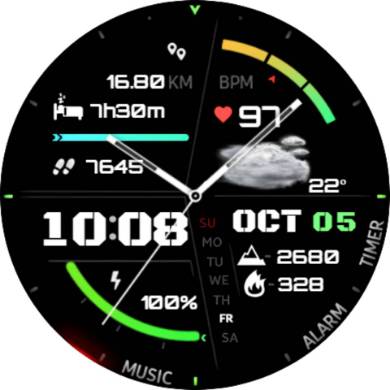 16.80 KM
BPM
7h30m
97
7645
22°
10:08
OCT 05
SU
MO
TU
WE
TH
FR
SA
2680
328
100%
TIMER
ALARM
MUSIC